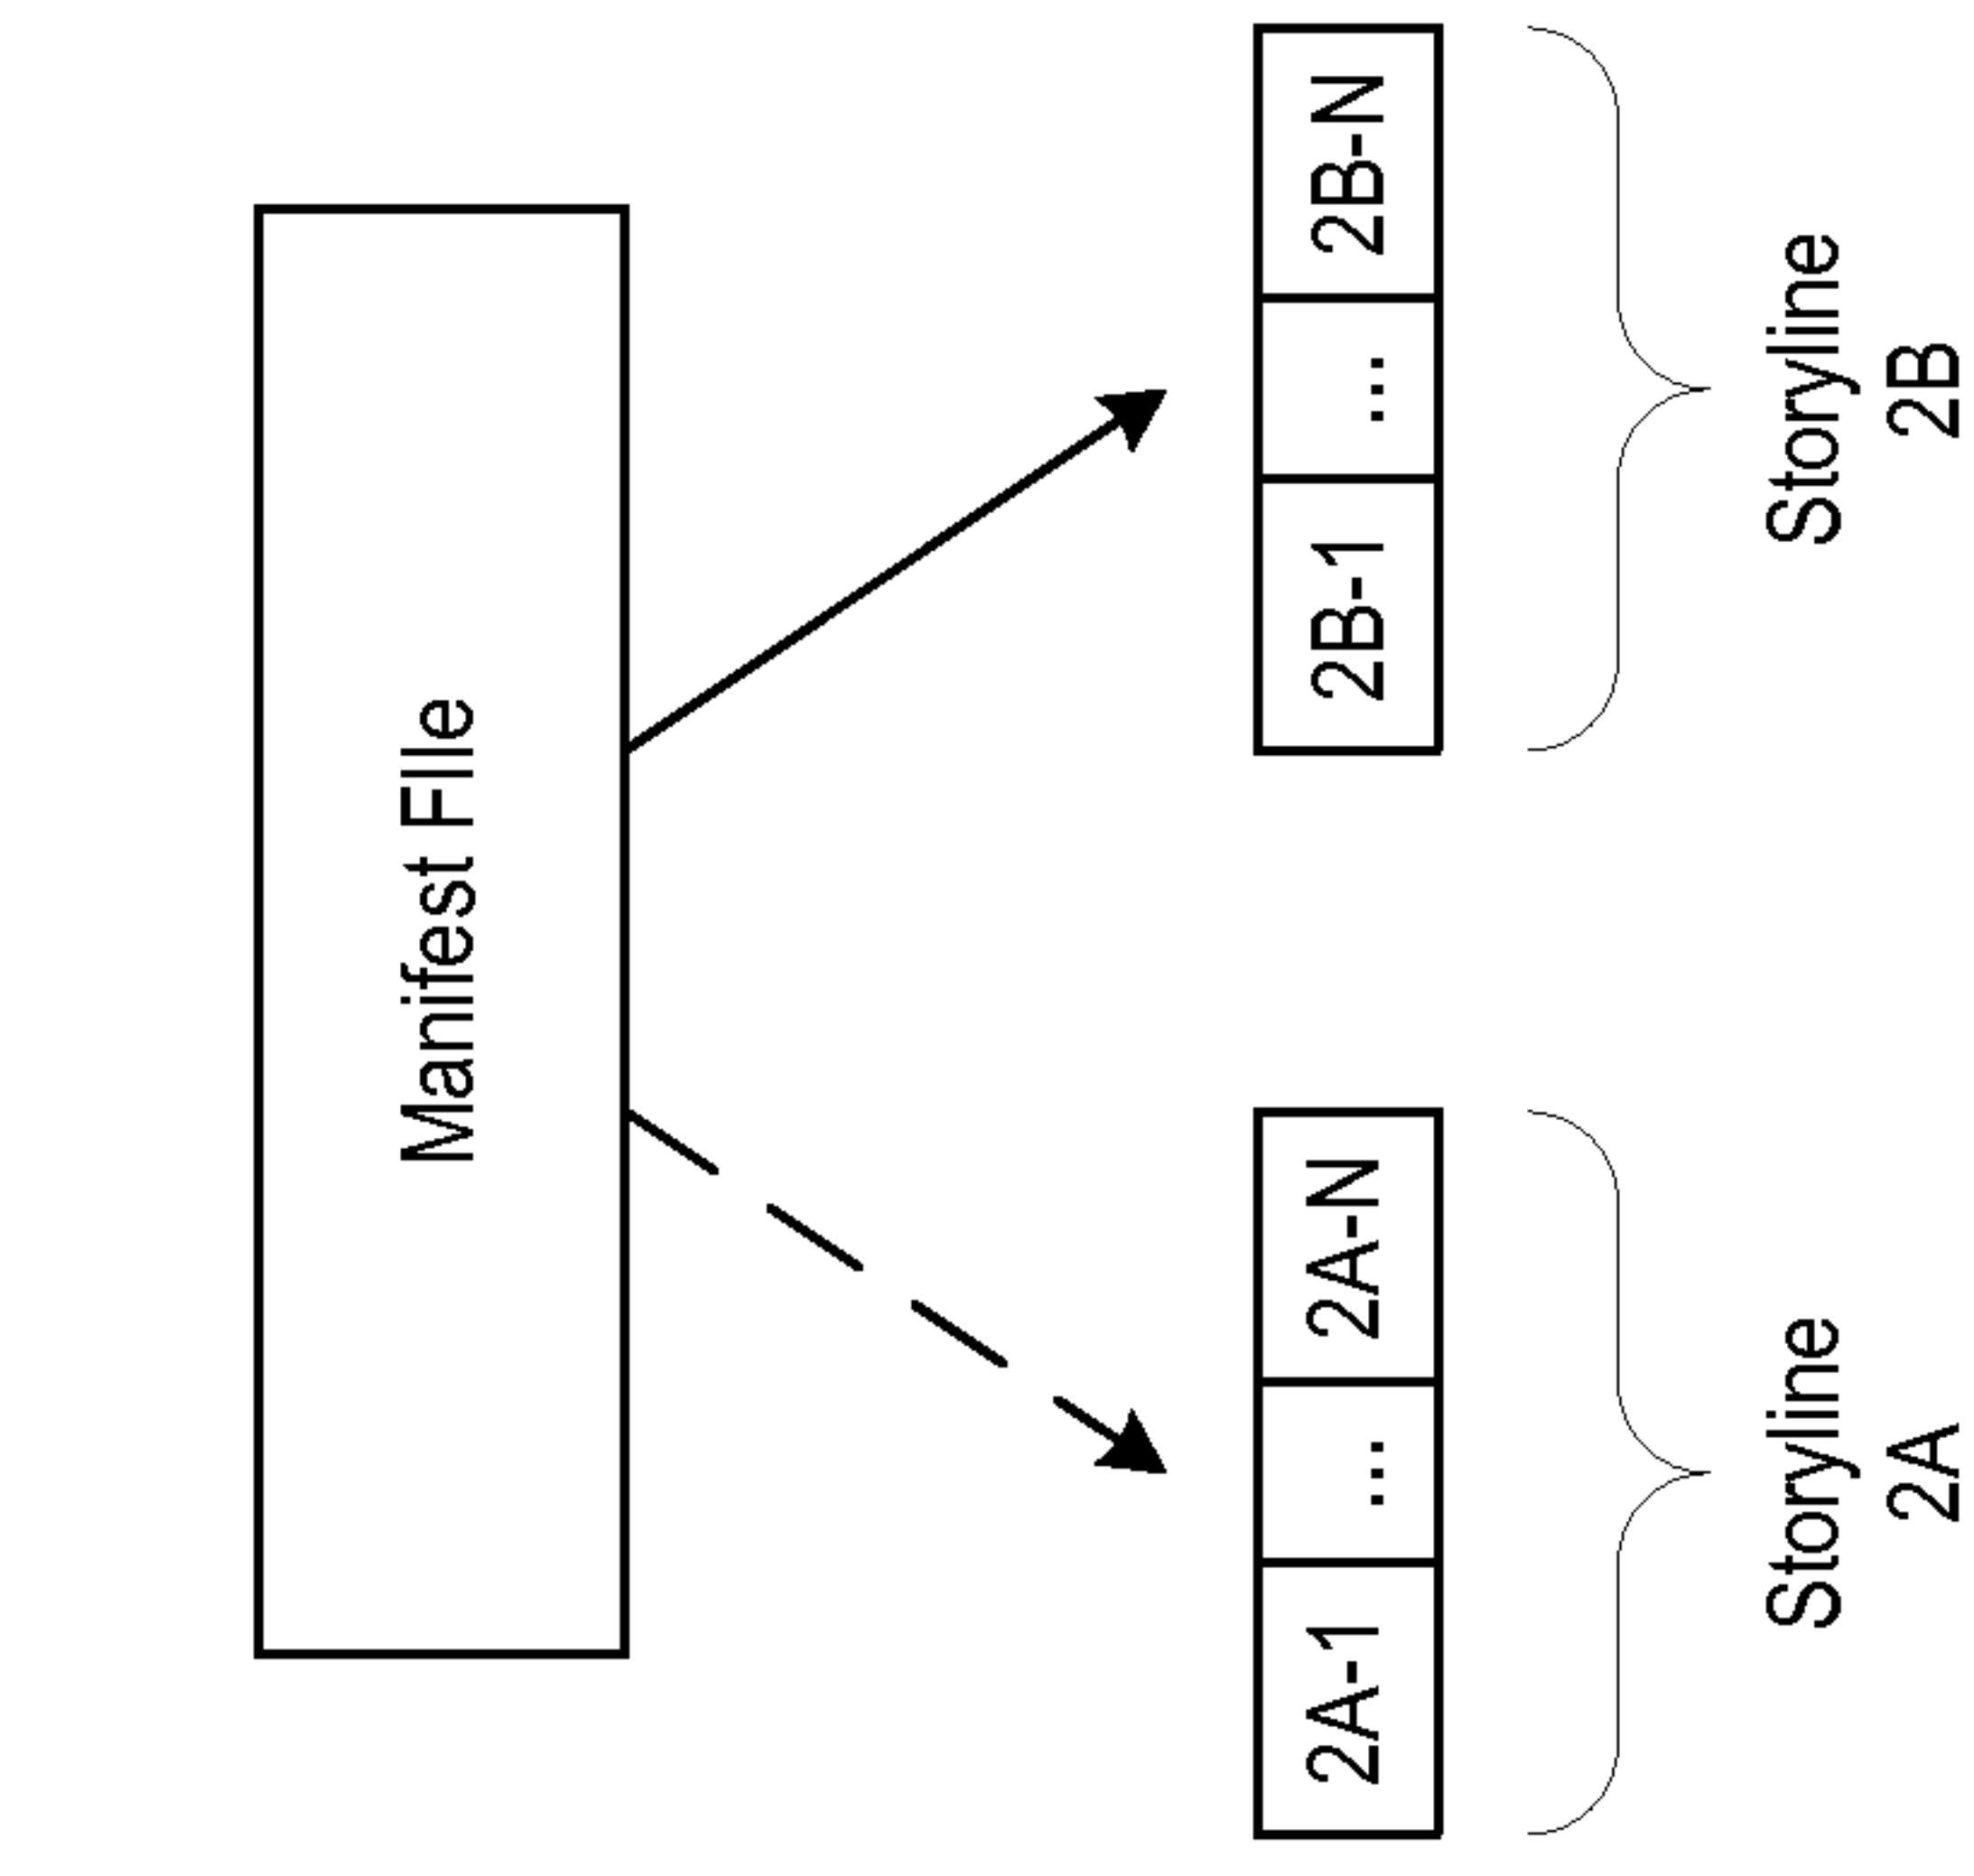 Manifest FIle
2A-1
...
2A-N
2B-1
...
2B-N
Storyline
2A
Storyline
2B